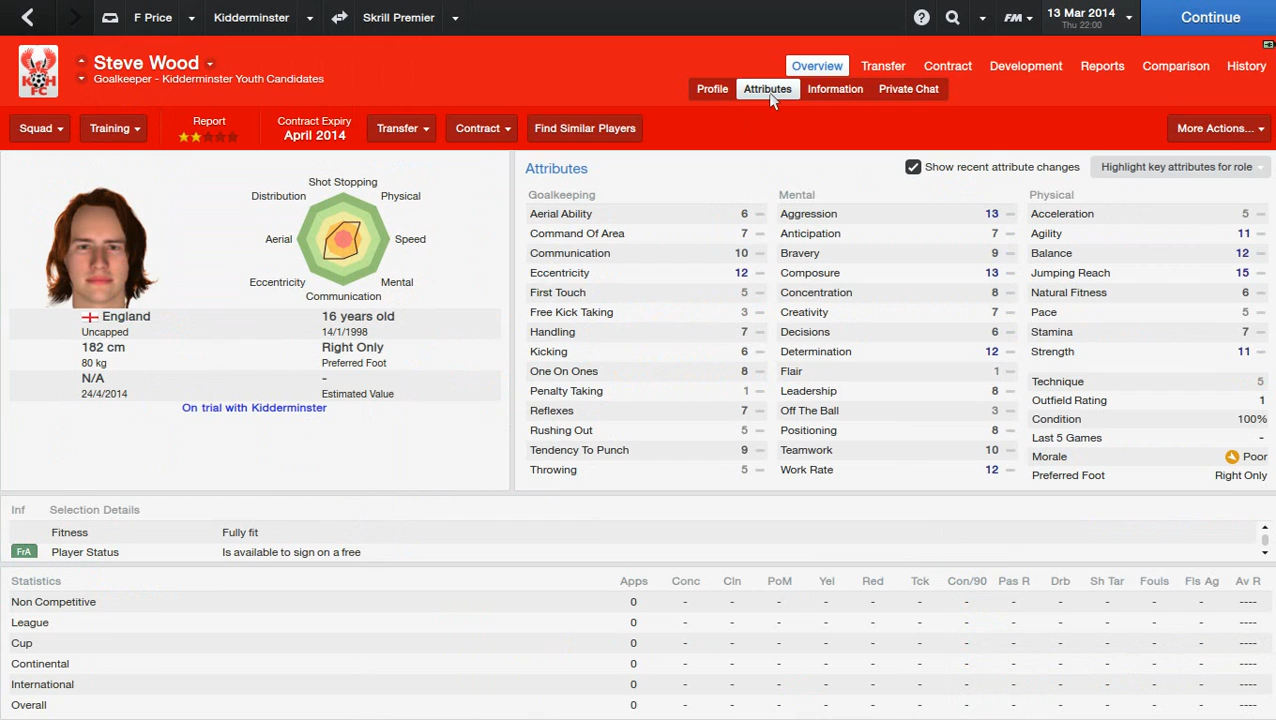 F Price Kidderminster Skrill Premier ? FM 13 Mar 2014 Continue
Thu 22:00
KH
FC
Steve Wood
Goalkeeper - Kidderminster Youth Candidates
Overview Transfer Contract Development Reports Comparison History
Profile Attributes Information Private Chat
Squad Training Report Contract Expiry Transfer Contract Find Similar Players More Actions...
April 2014
Shot Stopping
Distribution Physical
Aerial Speed
Eccentricity Mental
Communication
England 16 years old
Uncapped 14/1/1998
182 cm Right Only
80 kg Preferred Foot
N/A -
24/4/2014 Estimated Value
On trial with Kidderminster
Attributes Show recent attribute changes Highlight key attributes for role
Goalkeeping Mental Physical
Aerial Ability 6 Aggression 13 Acceleration 5
Command Of Area 7 Anticipation 7 Agility 11
Communication 10 Bravery 9 Balance 12
Eccentricity 12 Composure 13 Jumping Reach 15
First Touch 5 Concentration 8 Natural Fitness 6
Free Kick Taking 3 Creativity 7 Pace 5
Handling 7 Decisions 6 Stamina 7
Kicking 6 Determination 12 Strength 11
One On Ones 8 Flair 1
Technique 5
Penalty Taking 1 Leadership 8
Outfield Rating 1
Reflexes 7 Off The Ball 3
Condition 100%
Rushing Out 5 Positioning 8
Last 5 Games -
Tendency To Punch 9 Teamwork 10
Morale Poor
Throwing 5 Work Rate 12
Preferred Foot Right Only
Inf Selection Details
Fitness Fully fit
FrA Player Status Is available to sign on a free
Statistics Apps Conc Cln PoM Yel Red Tck Con/90 Pas R Drb Sh Tar Fouls Fls Ag Av R
Non Competitive 0 - - - - - - - - - - - - ----
League 0 - - - - - - - - - - - - ----
Cup 0 - - - - - - - - - - - - ----
Continental 0 - - - - - - - - - - - - ----
International 0 - - - - - - - - - - - - ----
Overall 0 - - - - - - - - - - - - ----